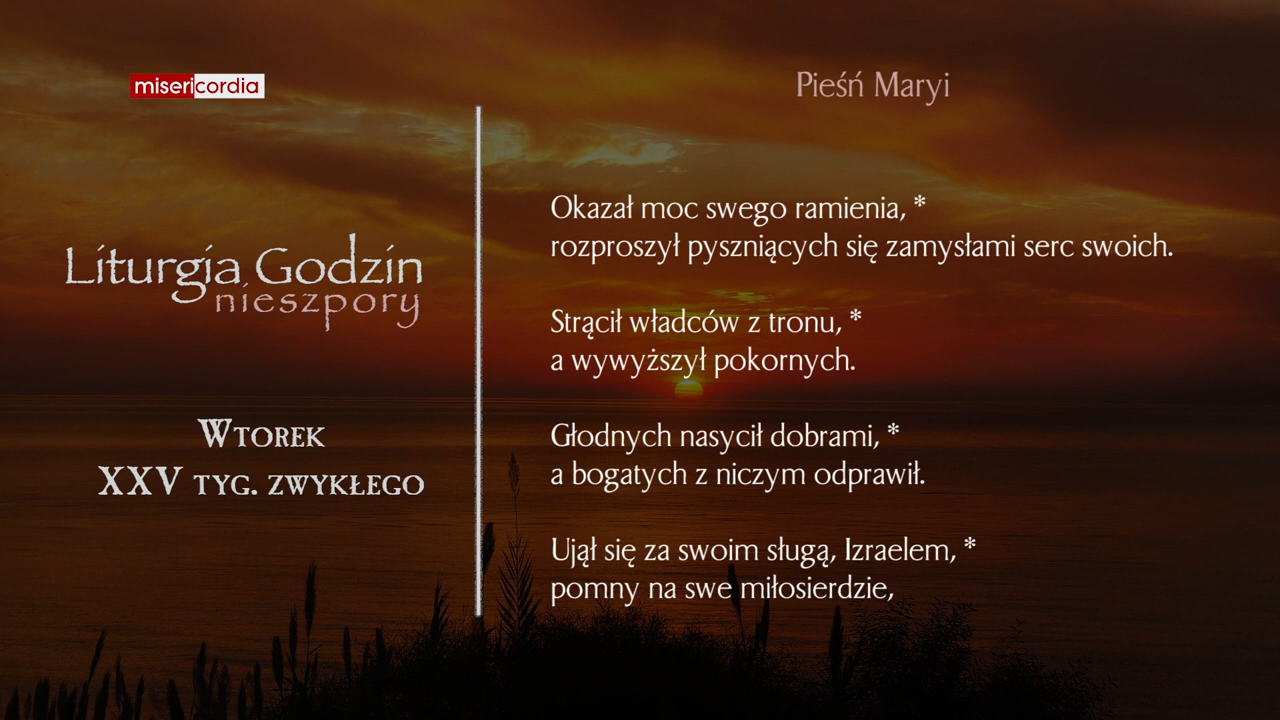 misericordia
Liturgia Godzin
nieszpory
Wtorek
XXV tyg. zwykłego
Pieśń Maryi
Okazał moc swego ramienia, *
rozproszył pyszniących się zamysłami serc swoich.
Strącił władców z tronu, *
a wywyższył pokornych.
Głodnych nasycił dobrami, *
a bogatych z niczym odprawił.
Ujął się za swoim sługą, Izraelem, *
pomny na swe miłosierdzie,